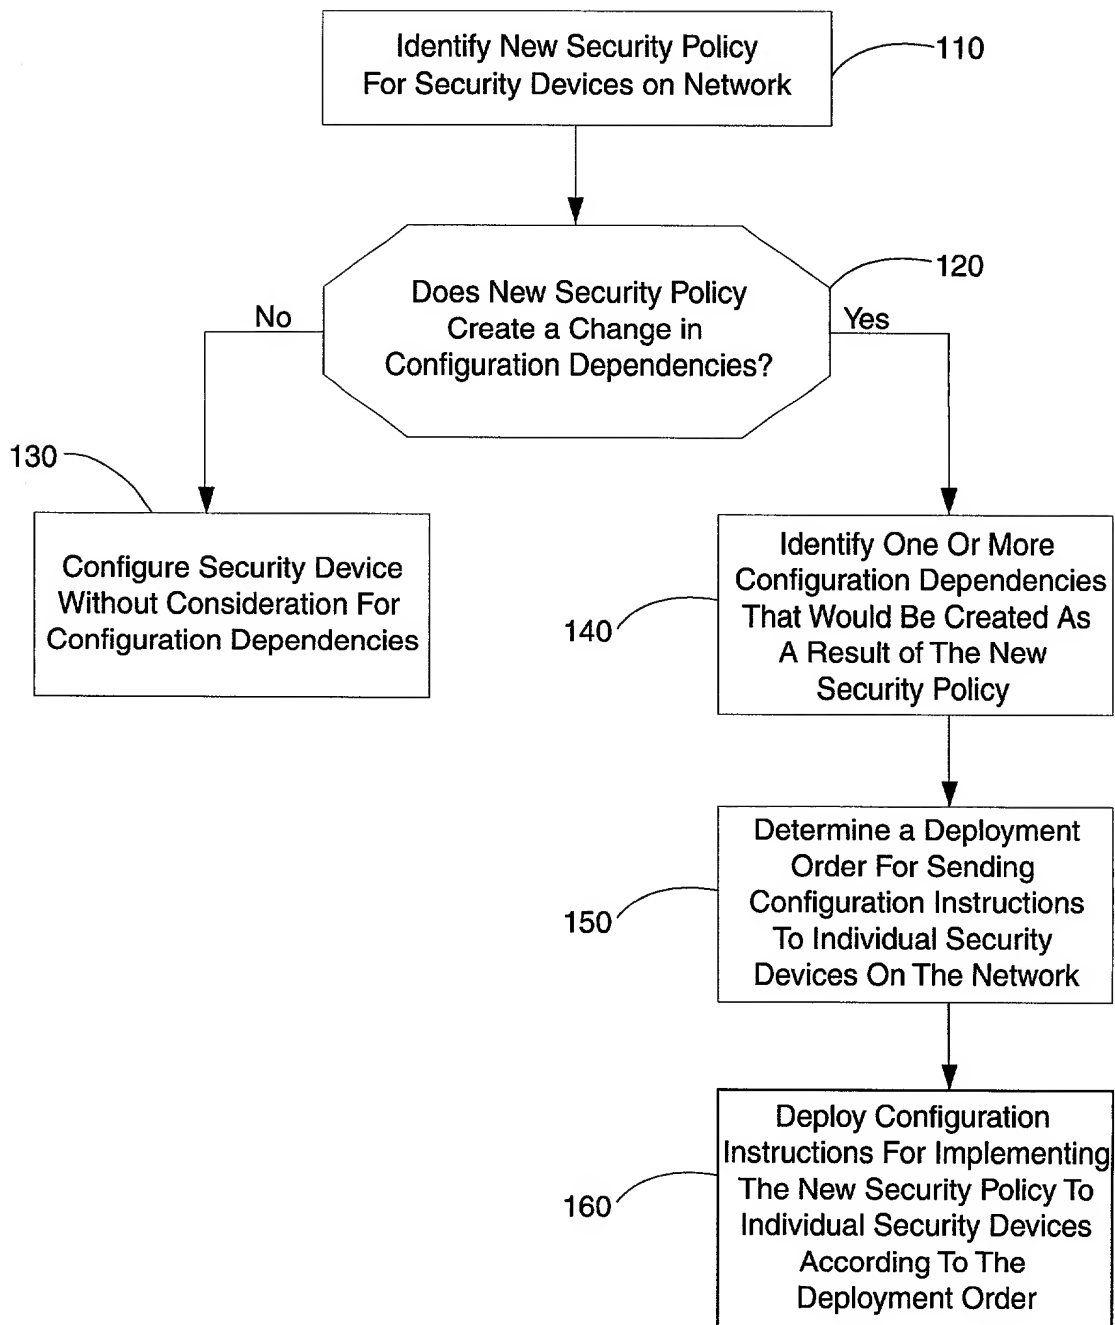 Identify New Security Policy
For Security Devices on Network
110
Does New Security Policy
Create a Change in
Configuration Dependencies?
120
No
Yes
130
Configure Security Device
Without Consideration For
Configuration Dependencies
Identify One Or More
Configuration Dependencies
That Would Be Created As
A Result of The New
Security Policy
140
Determine a Deployment
Order For Sending
Configuration Instructions
To Individual Security
Devices On The Network
150
Deploy Configuration
Instructions For Implementing
The New Security Policy To
Individual Security Devices
According To The
Deployment Order
160